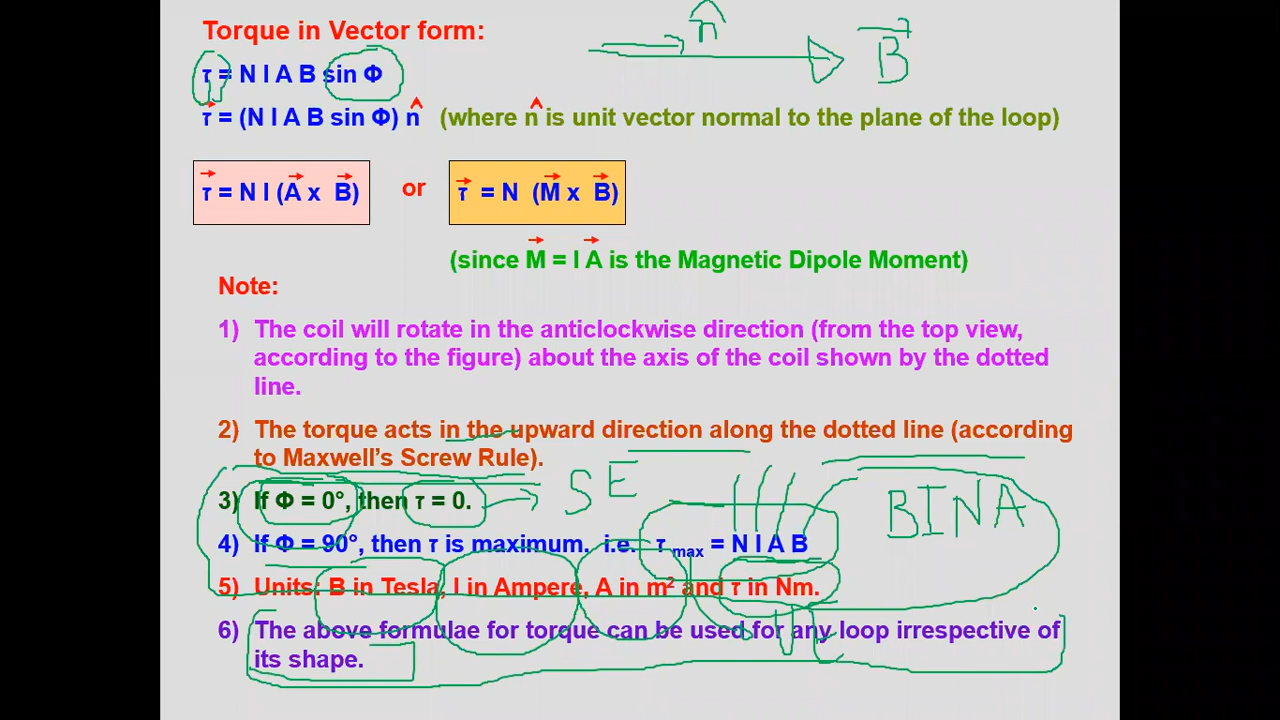 Torque in Vector form:
n̂
B⃗
τ = N I A B sin Φ
τ⃗ = (N I A B sin Φ) n̂ (where n̂ is unit vector normal to the plane of the loop)
τ⃗ = N I (A⃗ x B⃗) or τ⃗ = N (M⃗ x B⃗)
(since M⃗ = I A⃗ is the Magnetic Dipole Moment)
Note:
1) The coil will rotate in the anticlockwise direction (from the top view,
according to the figure) about the axis of the coil shown by the dotted
line.
2) The torque acts in the upward direction along the dotted line (according
to Maxwell’s Screw Rule).
3) If Φ = 0°, then τ = 0.
SE
BINA
4) If Φ = 90°, then τ is maximum. i.e. τ max = N I A B
5) Units: B in Tesla, I in Ampere, A in m² and τ in Nm.
6) The above formulae for torque can be used for any loop irrespective of
its shape.